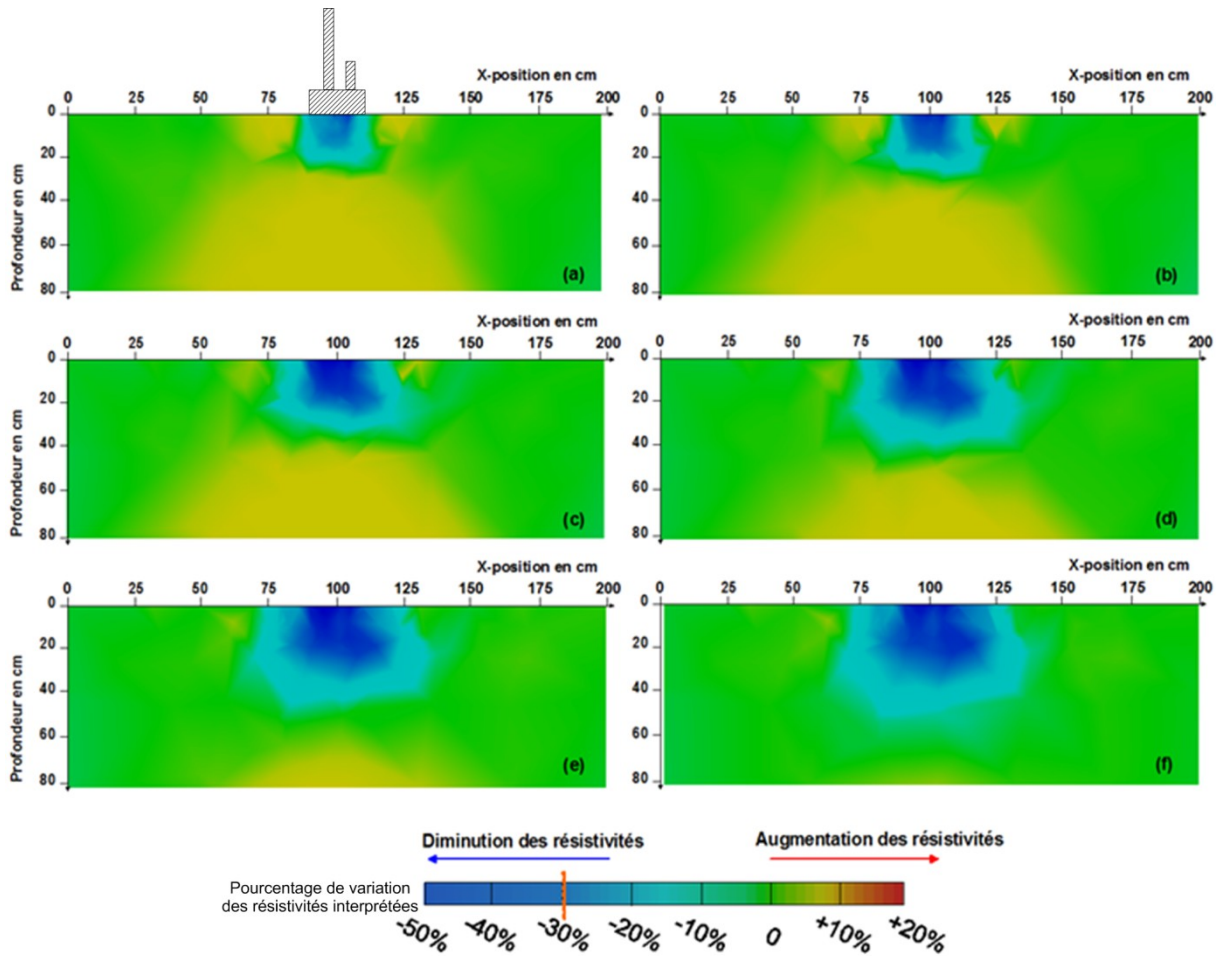 X-position en cm
0 25 50 75 100 125 150 175 200
0
20
40
60
80
Profondeur en cm
(a)
X-position en cm
0 25 50 75 100 125 150 175 200
0
20
40
60
80
(b)
X-position en cm
0 25 50 75 100 125 150 175 200
0
20
40
60
80
Profondeur en cm
(c)
X-position en cm
0 25 50 75 100 125 150 175 200
0
20
40
60
80
(d)
X-position en cm
0 25 50 75 100 125 150 175 200
0
20
40
60
80
Profondeur en cm
(e)
X-position en cm
0 25 50 75 100 125 150 175 200
0
20
40
60
80
(f)
Diminution des résistivités
Augmentation des résistivités
Pourcentage de variation
des résistivités interprétées
-50% -40% -30% -20% -10% 0 +10% +20%